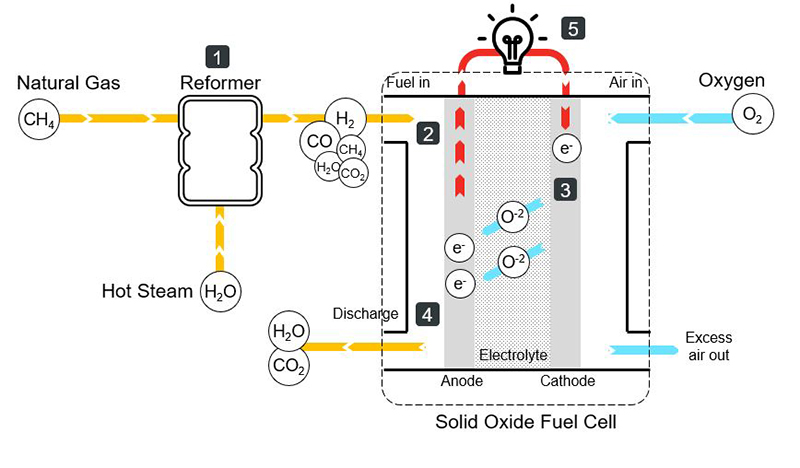 5
1
Natural Gas
Reformer
Fuel in
Air in
Oxygen
CH₄
H₂
O₂
2
CO
CH₄
e-
H₂O
CO₂
3
O⁻²
e-
O⁻²
Hot Steam
H₂O
e-
Discharge
4
H₂O
CO₂
Electrolyte
Excess
air out
Anode
Cathode
Solid Oxide Fuel Cell